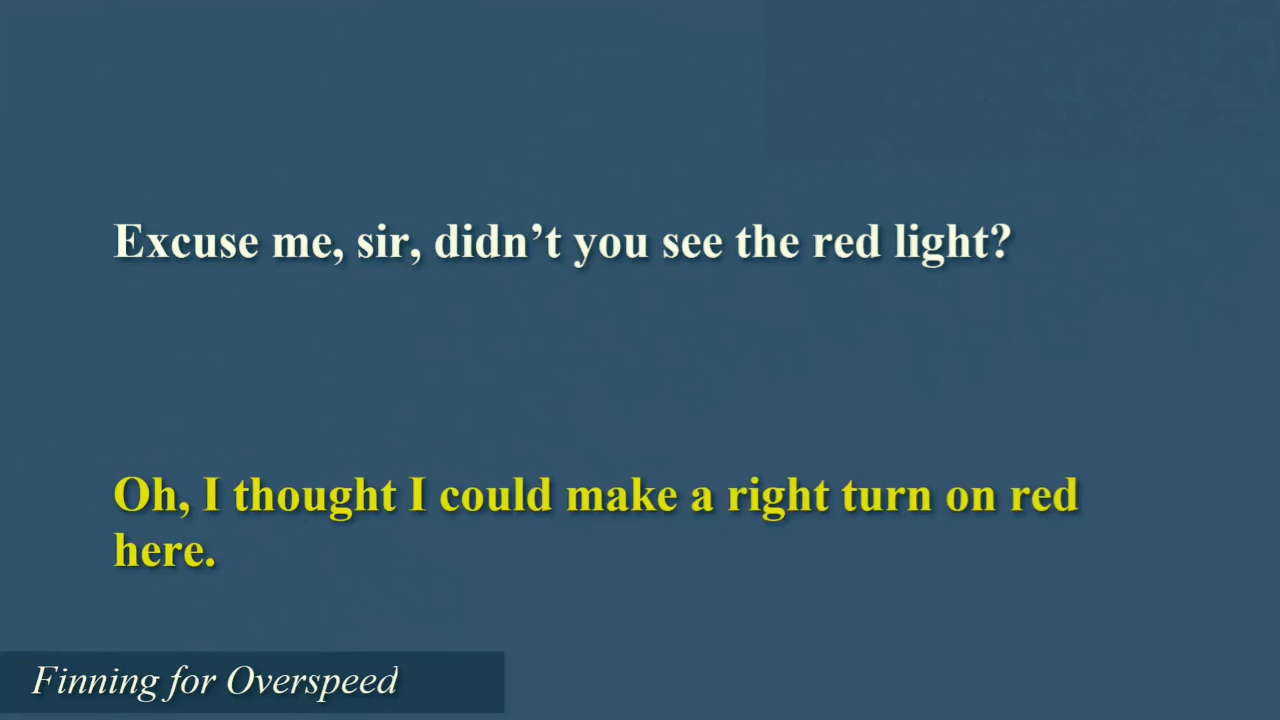 Excuse me, sir, didn’t you see the red light?
Oh, I thought I could make a right turn on red
here.
Finning for Overspeed